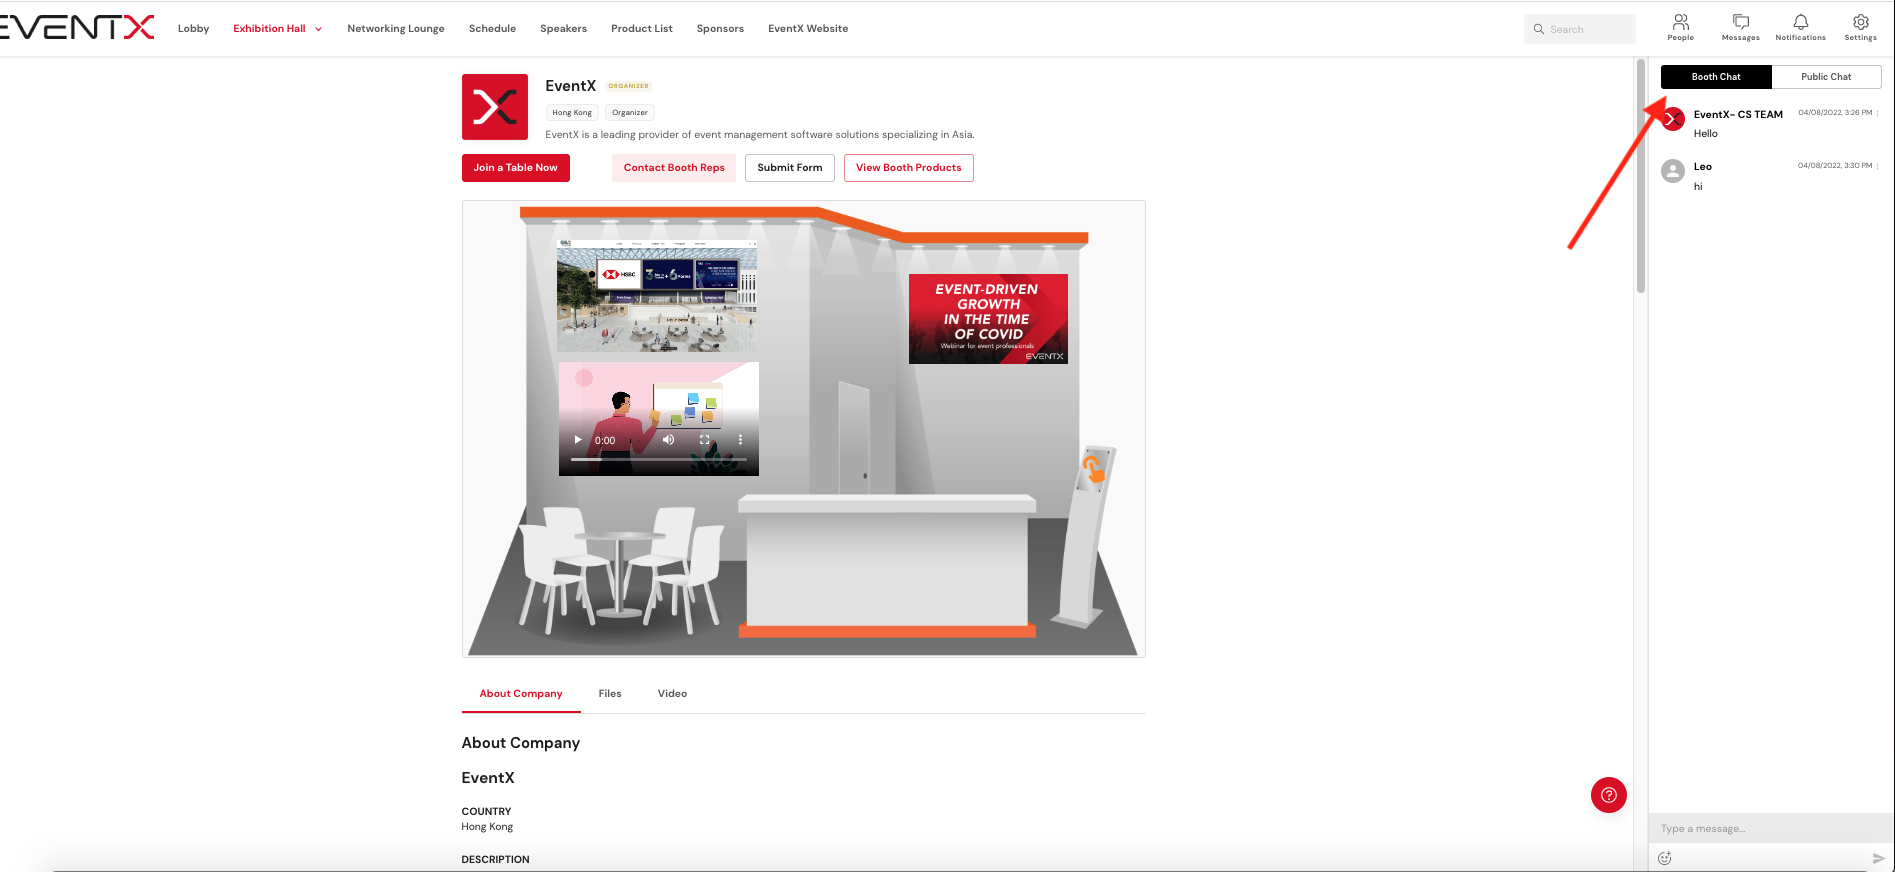 EVENTX
Lobby
Exhibition Hall
Networking Lounge
Schedule
Speakers
Product List
Sponsors
EventX Website
Search
People
Messages
Notifications
Settings
EventX ORGANIZER
Hong Kong
Organizer
EventX is a leading provider of event management software solutions specializing in Asia.
Join a Table Now
Contact Booth Reps
Submit Form
View Booth Products
HSBC
HELP DESK
EVENT-DRIVEN
GROWTH
IN THE TIME
OF COVID
Webinar for event professionals
EVENTX
0:00
About Company
Files
Video
About Company
EventX
COUNTRY
Hong Kong
DESCRIPTION
Booth Chat
Public Chat
EventX- CS TEAM 04/08/2022, 3:26 PM
Hello
Leo 04/08/2022, 3:30 PM
hi
Type a message...